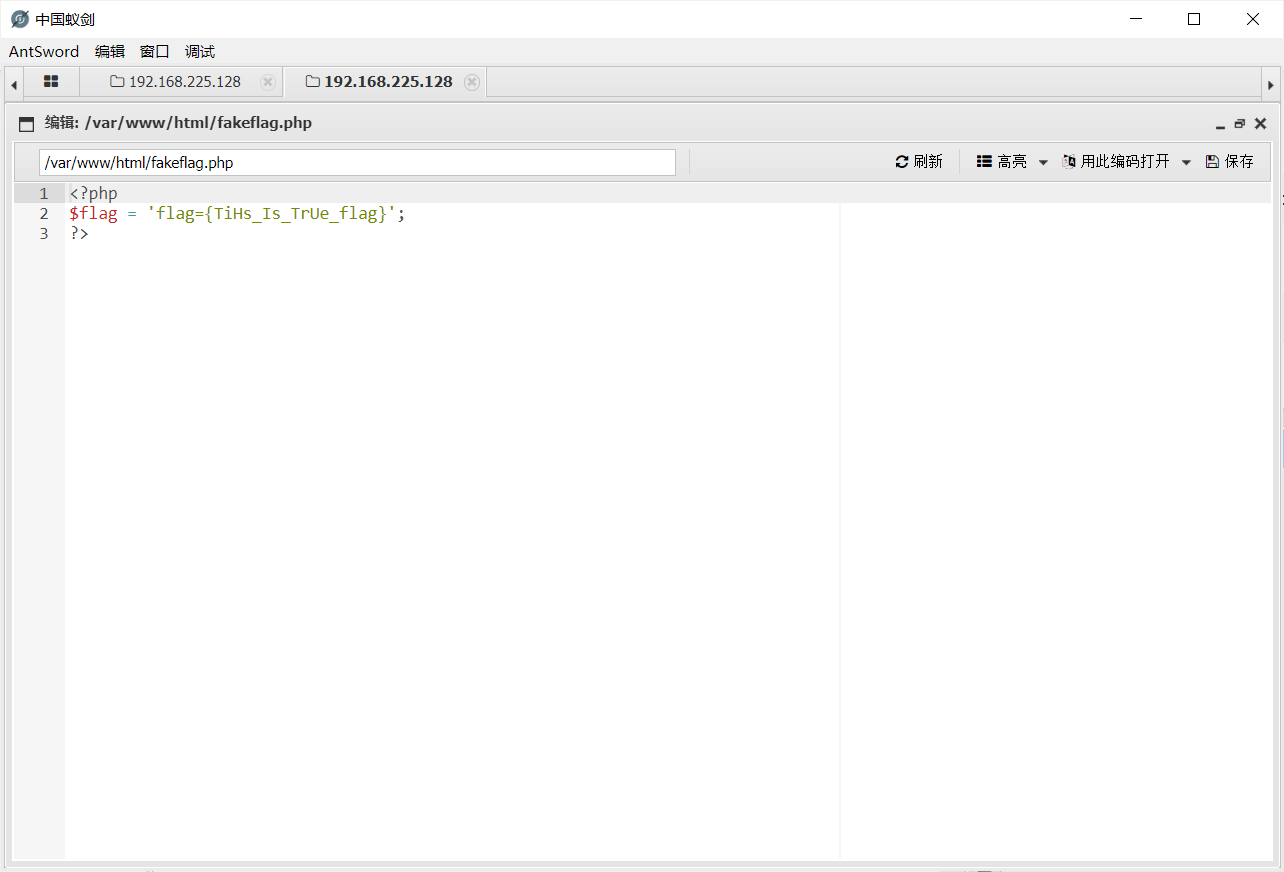 中国蚁剑
AntSword 编辑 窗口 调试
192.168.225.128 192.168.225.128
编辑: /var/www/html/fakeflag.php
/var/www/html/fakeflag.php 刷新 高亮 用此编码打开 保存
1 <?php
2 $flag = 'flag={TiHs_Is_TrUe_flag}';
3 ?>